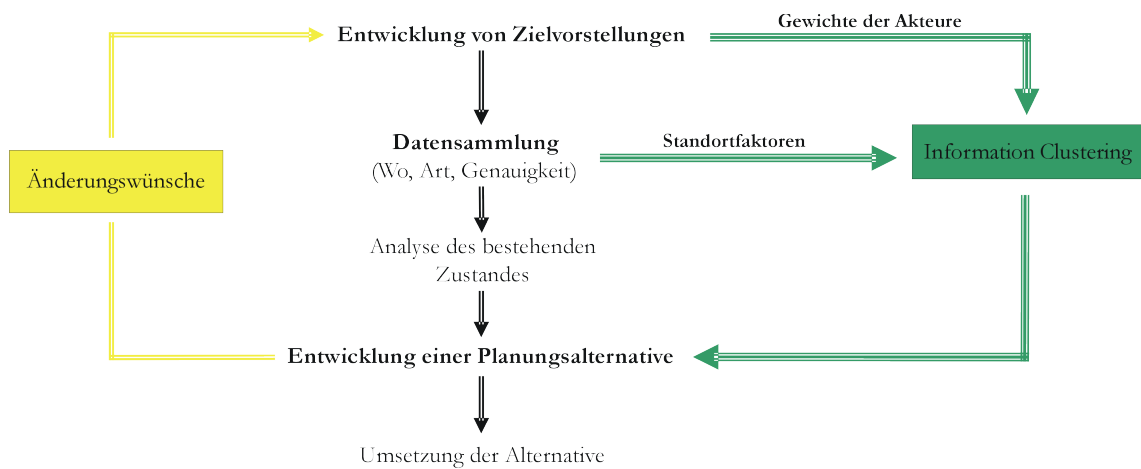 Gewichte der Akteure
Entwicklung von Zielvorstellungen
Datensammlung
(Wo, Art, Genauigkeit)
Standortfaktoren
Information Clustering
Änderungswünsche
Analyse des bestehenden
Zustandes
Entwicklung einer Planungsalternative
Umsetzung der Alternative